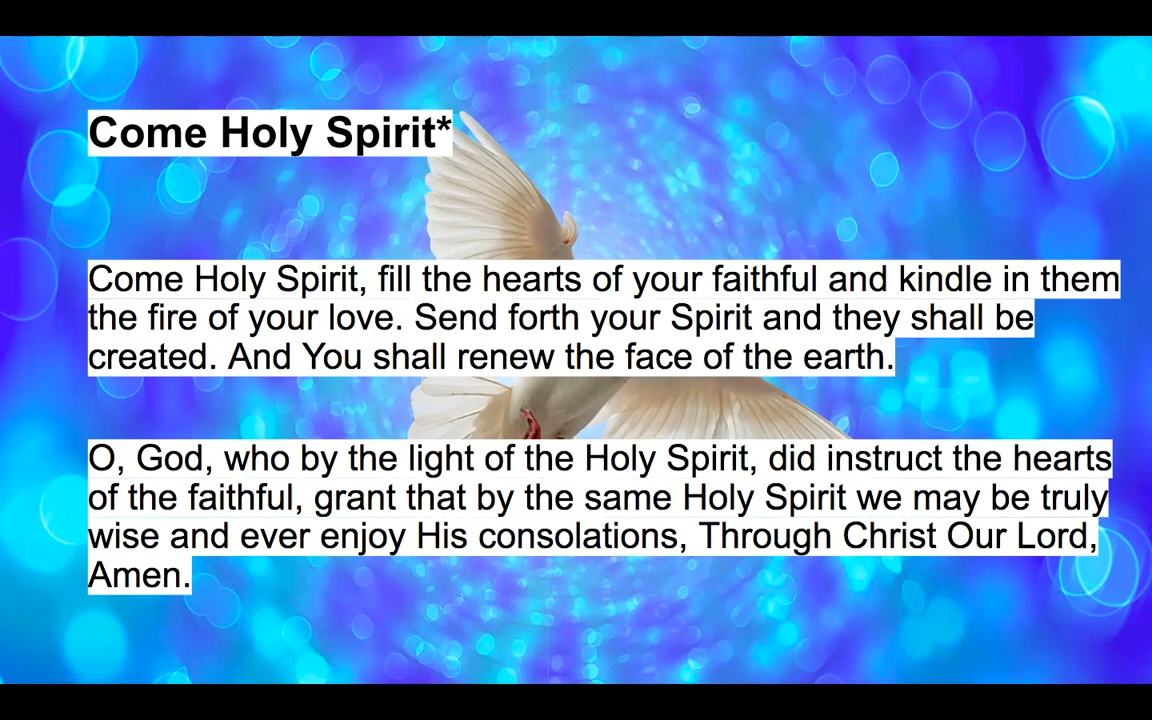 Come Holy Spirit*
Come Holy Spirit, fill the hearts of your faithful and kindle in them
the fire of your love. Send forth your Spirit and they shall be
created. And You shall renew the face of the earth.
O, God, who by the light of the Holy Spirit, did instruct the hearts
of the faithful, grant that by the same Holy Spirit we may be truly
wise and ever enjoy His consolations, Through Christ Our Lord,
Amen.